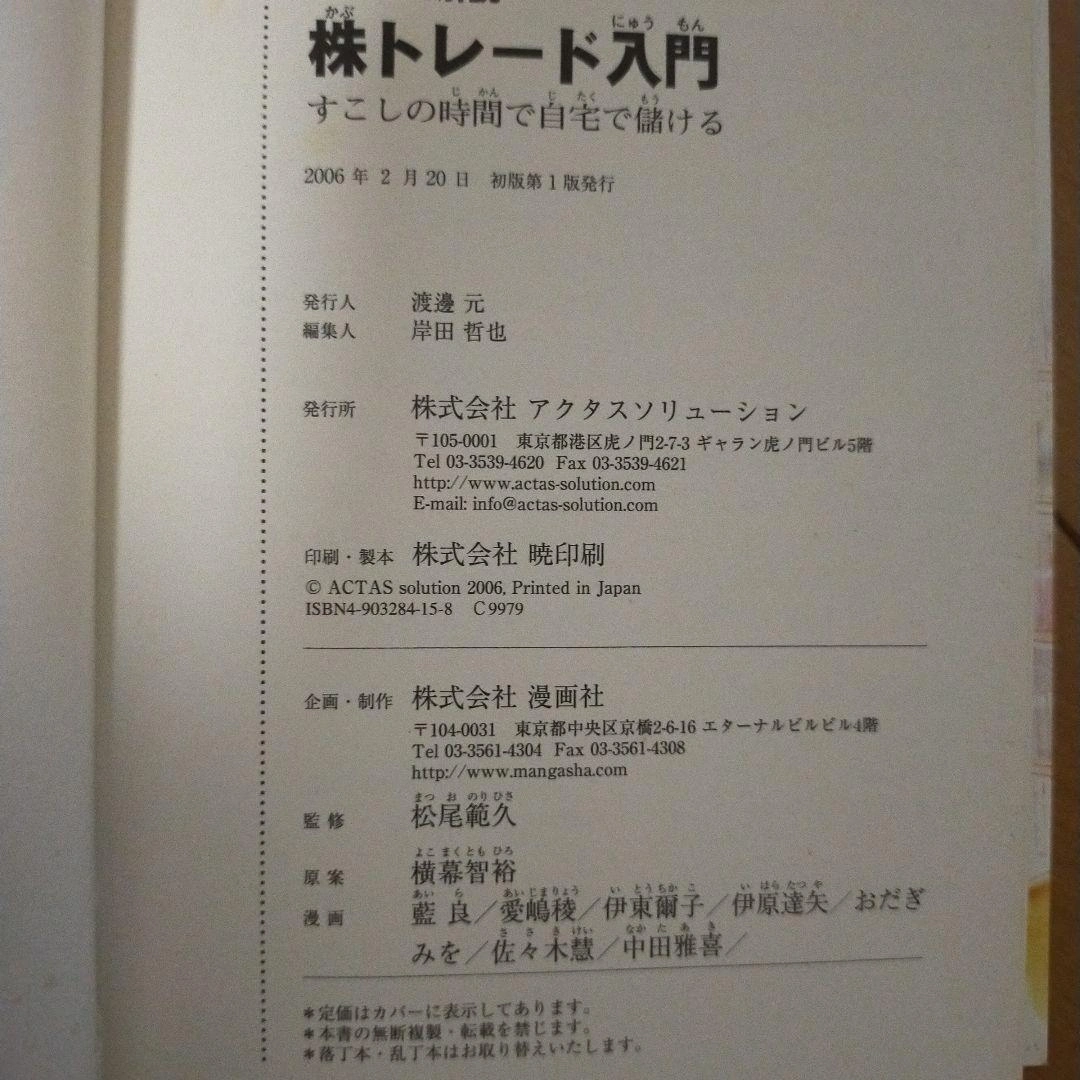 株トレード入門
すこしの時間で自宅で儲ける
2006年2月20日 初版第1版発行
発行人 渡邉 元
編集人 岸田 哲也
発行所 株式会社 アクタスソリューション
〒105-0001 東京都港区虎ノ門2-7-3 ギャラン虎ノ門ビル5階
Tel 03-3539-4620 Fax 03-3539-4621
http://www.actas-solution.com
E-mail: info@actas-solution.com
印刷・製本 株式会社 暁印刷
© ACTAS solution 2006, Printed in Japan
ISBN4-903284-15-8 C9979
企画・制作 株式会社 漫画社
〒104-0031 東京都中央区京橋2-6-16 エターナルビルビル4階
Tel 03-3561-4304 Fax 03-3561-4308
http://www.mangasha.com
監修 松尾範久
原案 横幕智裕
漫画 藍 良／愛嶋稜／伊東爾子／伊原達矢／おだぎ
みを／佐々木慧／中田雅喜／
＊定価はカバーに表示してあります。
＊本書の無断複製・転載を禁じます。
＊落丁本・乱丁本はお取り替えいたします。